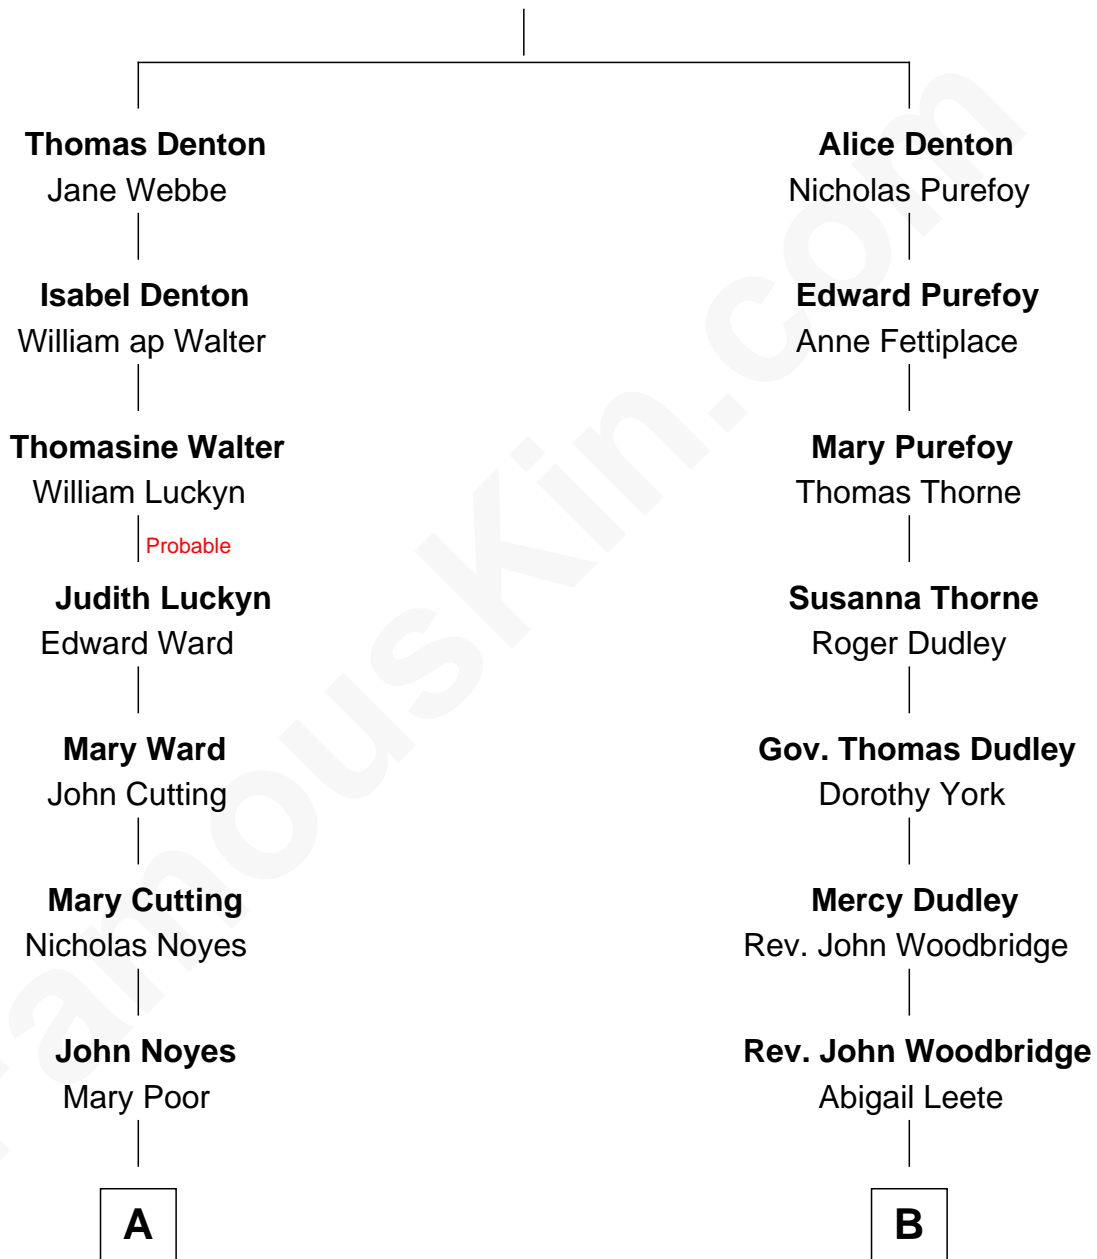 Thomas Denton
Jane Webbe
Isabel Denton
William ap Walter
Thomasine Walter
William Luckyn
Probable
Judith Luckyn
Edward Ward
Mary Ward
John Cutting
Mary Cutting
Nicholas Noyes
John Noyes
Mary Poor
A
Alice Denton
Nicholas Purefoy
Edward Purefoy
Anne Fettiplace
Mary Purefoy
Thomas Thorne
Susanna Thorne
Roger Dudley
Gov. Thomas Dudley
Dorothy York
Mercy Dudley
Rev. John Woodbridge
Rev. John Woodbridge
Abigail Leete
B
FamousKin.com